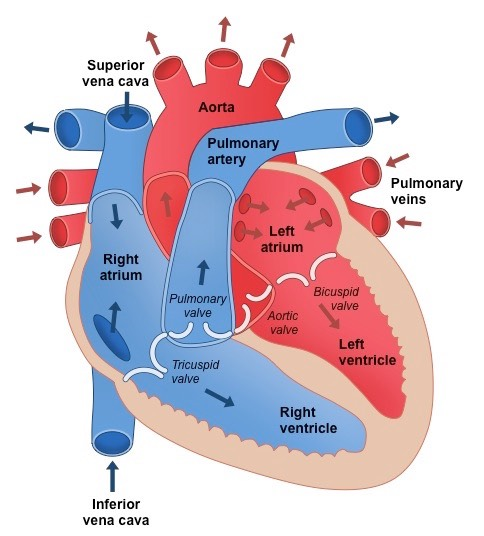 Superior
vena cava
Aorta
Pulmonary
artery
Pulmonary
veins
Left
atrium
Right
atrium
Pulmonary
valve
Bicuspid
valve
Aortic
valve
Left
ventricle
Tricuspid
valve
Right
ventricle
Inferior
vena cava